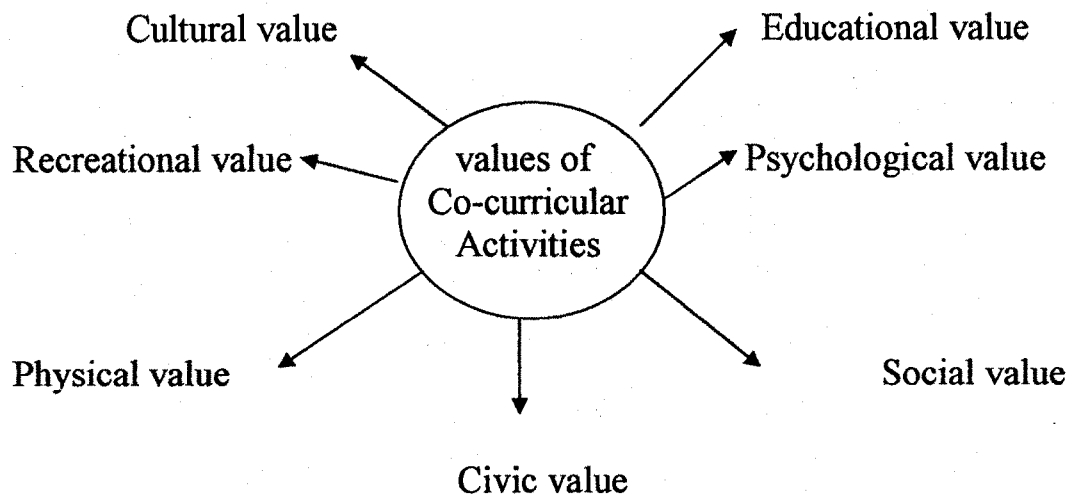 Cultural value
Educational value
Recreational value
values of
Co-curricular
Activities
Psychological value
Physical value
Social value
Civic value